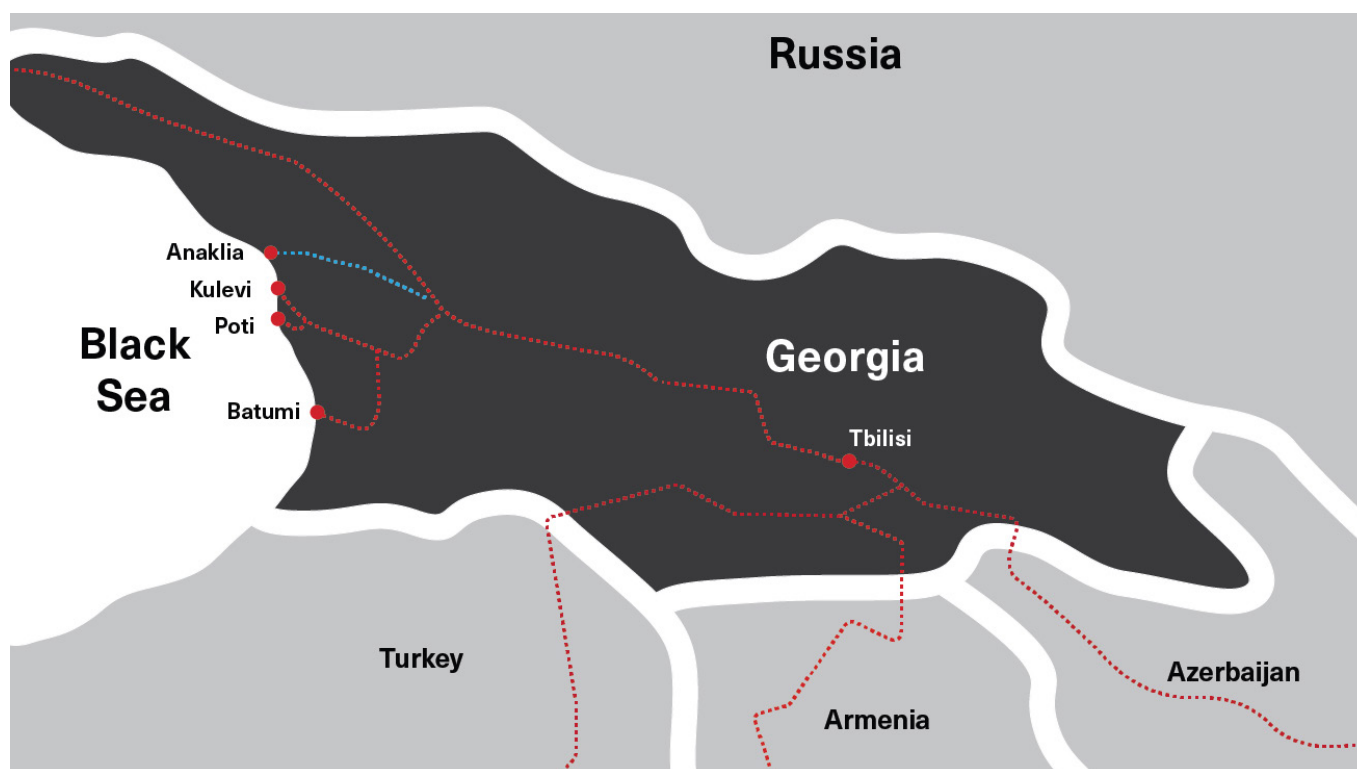 Russia
Anaklia
Kulevi
Poti
Black
Sea
Georgia
Batumi
Tbilisi
Turkey
Azerbaijan
Armenia